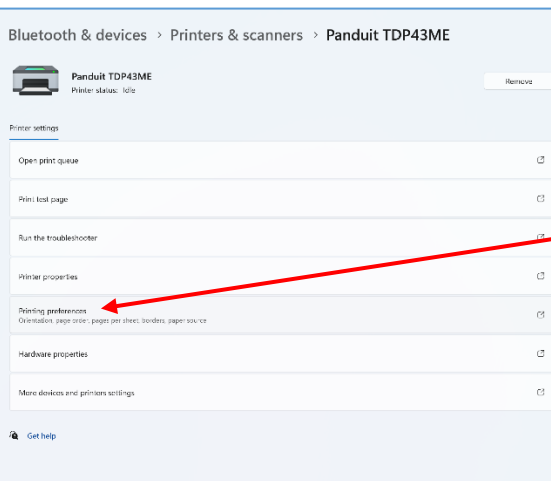 Bluetooth & devices > Printers & scanners > Panduit TDP43ME
Panduit TDP43ME
Printer status: Idle
Remove
Printer settings
Open print queue
Print test page
Run the troubleshooter
Printer properties
Printing preferences
Orientation, page order, pages per sheet, borders, paper source
Hardware properties
More devices and printers settings
Get help